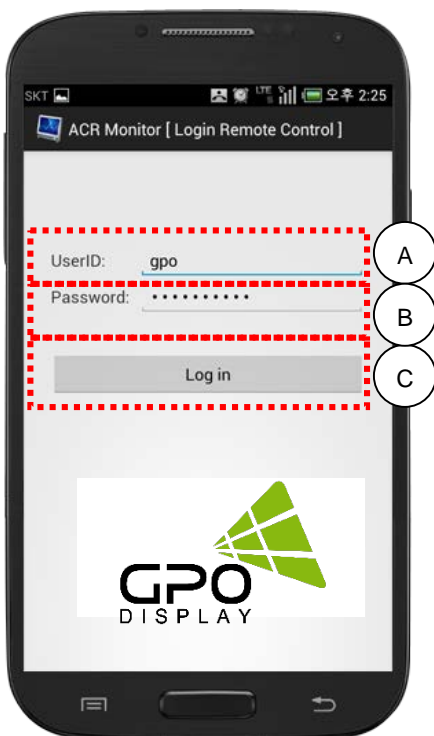 SKT LTE 오후 2:25
ACR Monitor [ Login Remote Control ]
UserID: gpo A
Password: •••••••••• B
Log in C
GPO
DISPLAY